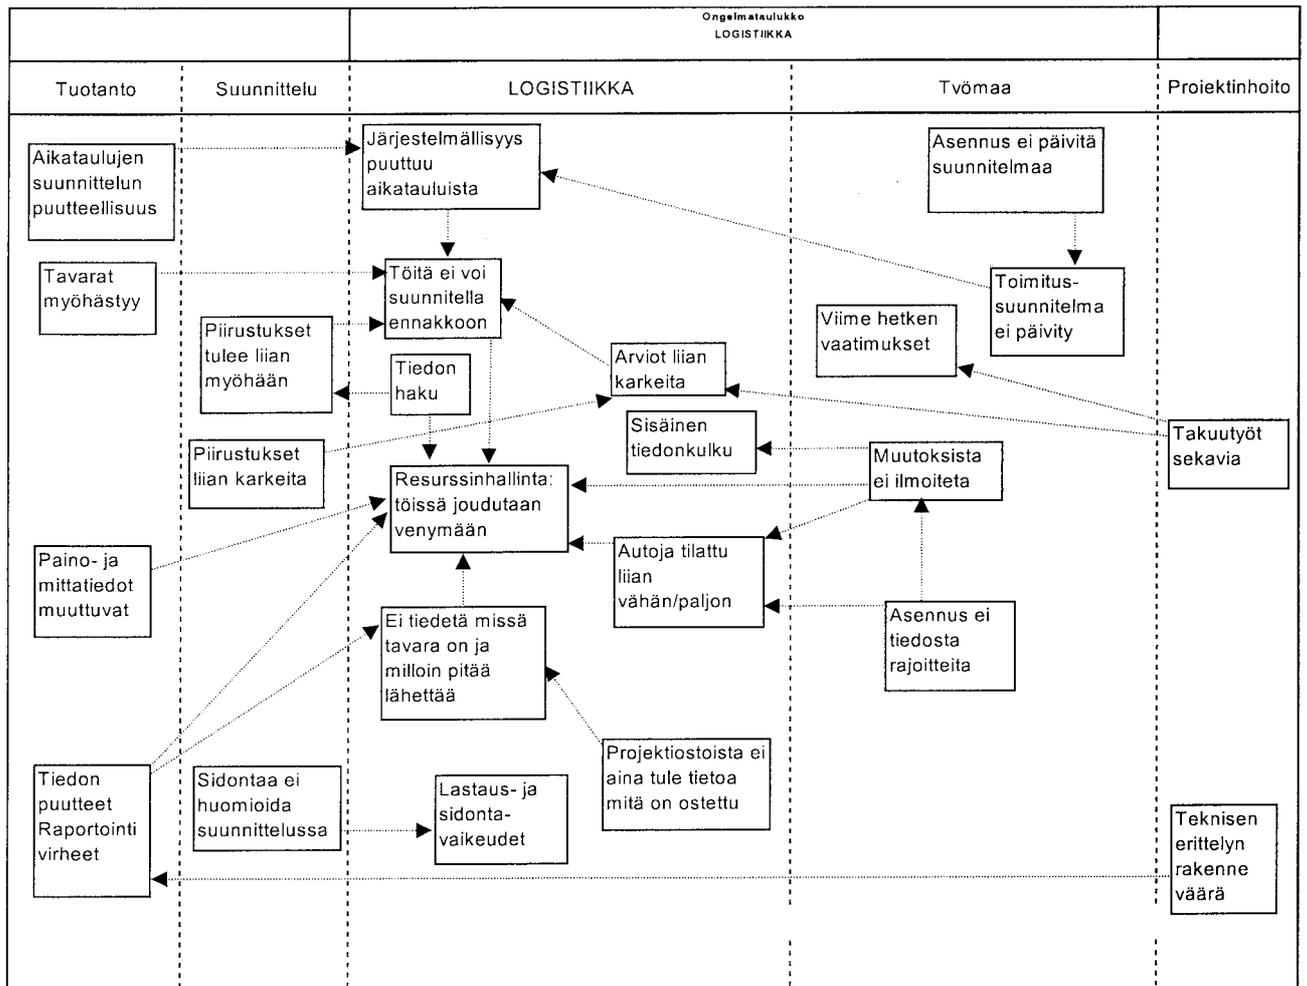 Ongelmataulukko
LOGISTIIKKA
Tuotanto
Suunnittelu
LOGISTIIKKA
Työmaa
Proiektinhoito
Aikataulujen
suunnittelun
puutteellisuus
Järjestelmällisyys
puuttuu
aikatauluista
Asennus ei päivitä
suunnitelmaa
Tavarat
myöhästyy
Töitä ei voi
suunnitella
ennakkoon
Toimitus-
suunnitelma
ei päivity
Piirustukset
tulee liian
myöhään
Viime hetken
vaatimukset
Tiedon
haku
Arviot liian
karkeita
Sisäinen
tiedonkulku
Takuutyöt
sekavia
Piirustukset
liian karkeita
Muutoksista
ei ilmoiteta
Resurssinhallinta:
töissä joudutaan
venymään
Paino- ja
mittatiedot
muuttuvat
Autoja tilattu
liian
vähän/paljon
Ei tiedetä missä
tavara on ja
milloin pitää
lähettää
Asennus ei
tiedosta
rajoitteita
Projektiostoista ei
aina tule tietoa
mitä on ostettu
Tiedon
puutteet
Raportointi
virheet
Sidontaa ei
huomioida
suunnittelussa
Lastaus- ja
sidonta-
vaikeudet
Teknisen
erittelyn
rakenne
väärä